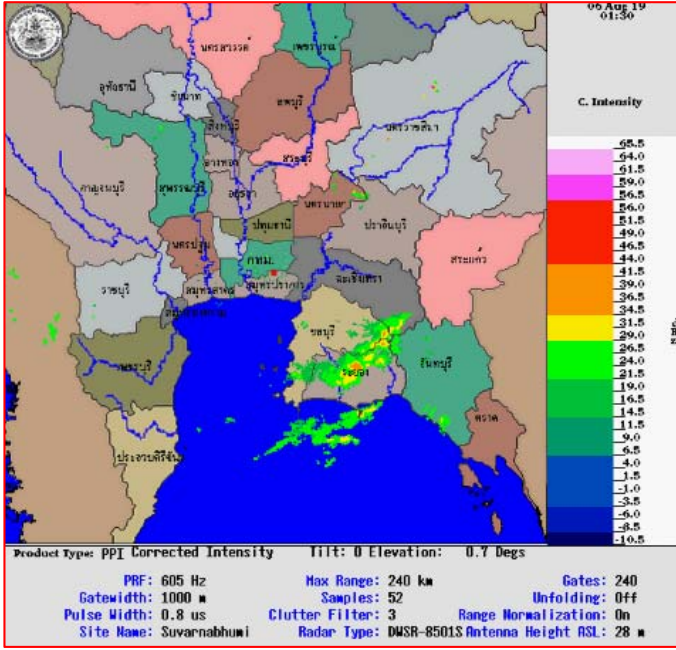 06 Aug 19
01:30
C. Intensity
นครสวรรค์
เพชรบูรณ์
อุทัยธานี
ชัยนาท
ลพบุรี
สิงห์บุรี
นครราชสีมา
อ่างทอง
สระบุรี
กาญจนบุรี
สุพรรณบุรี
อยุธยา
นครนายก
ปทุมธานี
ปราจีนบุรี
นครปฐม
กทม.
สระแก้ว
ราชบุรี
สมุทรสาคร
สมุทรปราการ
ฉะเชิงเทรา
สมุทรสงคราม
ชลบุรี
เพชรบุรี
ระยอง
จันทบุรี
ตราด
ประจวบคีรีขันธ์
65.5
64.0
61.5
59.0
56.5
56.0
51.5
49.0
46.5
44.0
41.5
39.0
36.5
34.0
31.5
29.0
26.5
24.0
21.5
19.0
16.5
14.5
11.5
9.0
6.5
4.0
1.5
-1.0
-3.5
-6.0
-8.5
-10.5
Product Type: PPI Corrected Intensity Tilt: 0 Elevation: 0.7 Degs
PRF: 605 Hz Max Range: 240 km Gates: 240
Gatewidth: 1000 m Samples: 52 Unfolding: Off
Pulse Width: 0.8 us Clutter Filter: 3 Range Normalization: On
Site Name: Suvarnabhumi Radar Type: DWSR-8501S Antenna Height ASL: 28 m